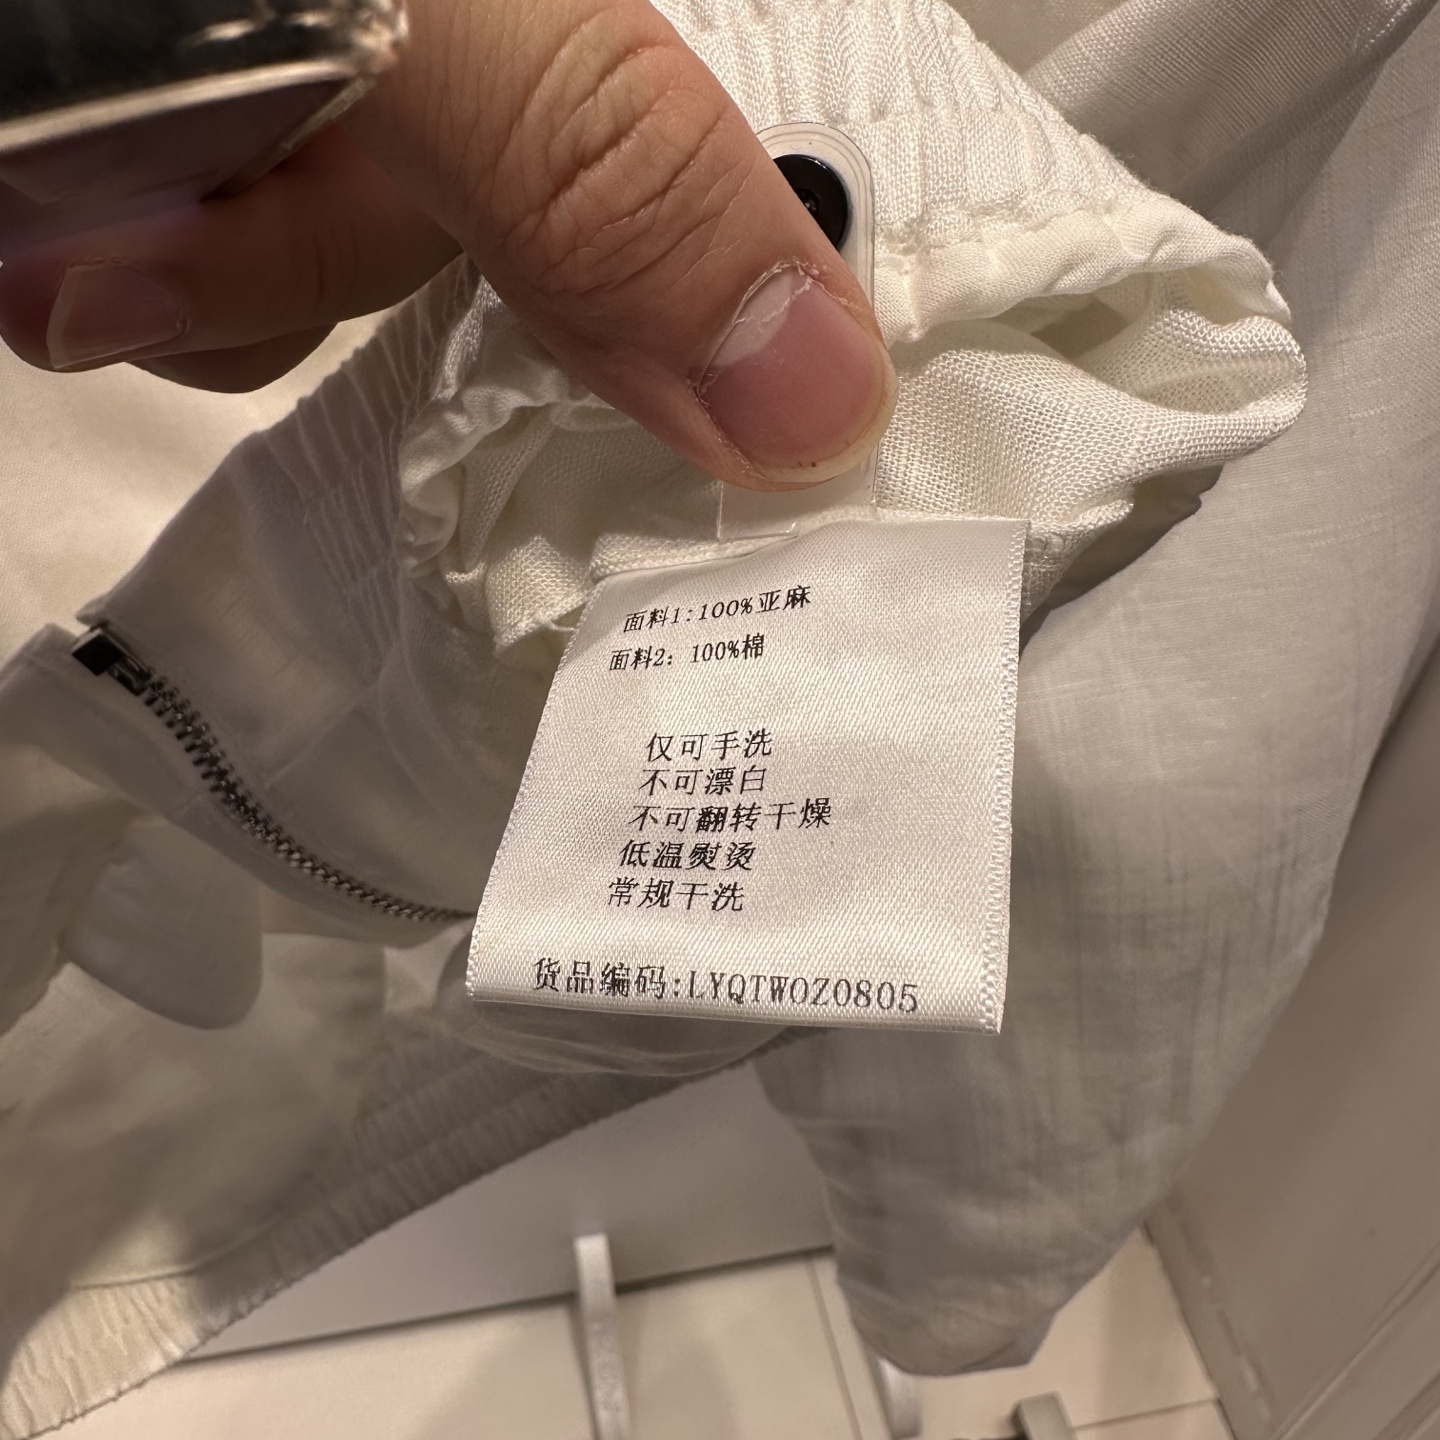 面料1:100%亚麻
面料2：100%棉
仅可手洗
不可漂白
不可翻转干燥
低温熨烫
常规干洗
货品编码:LYQTWOZ0805